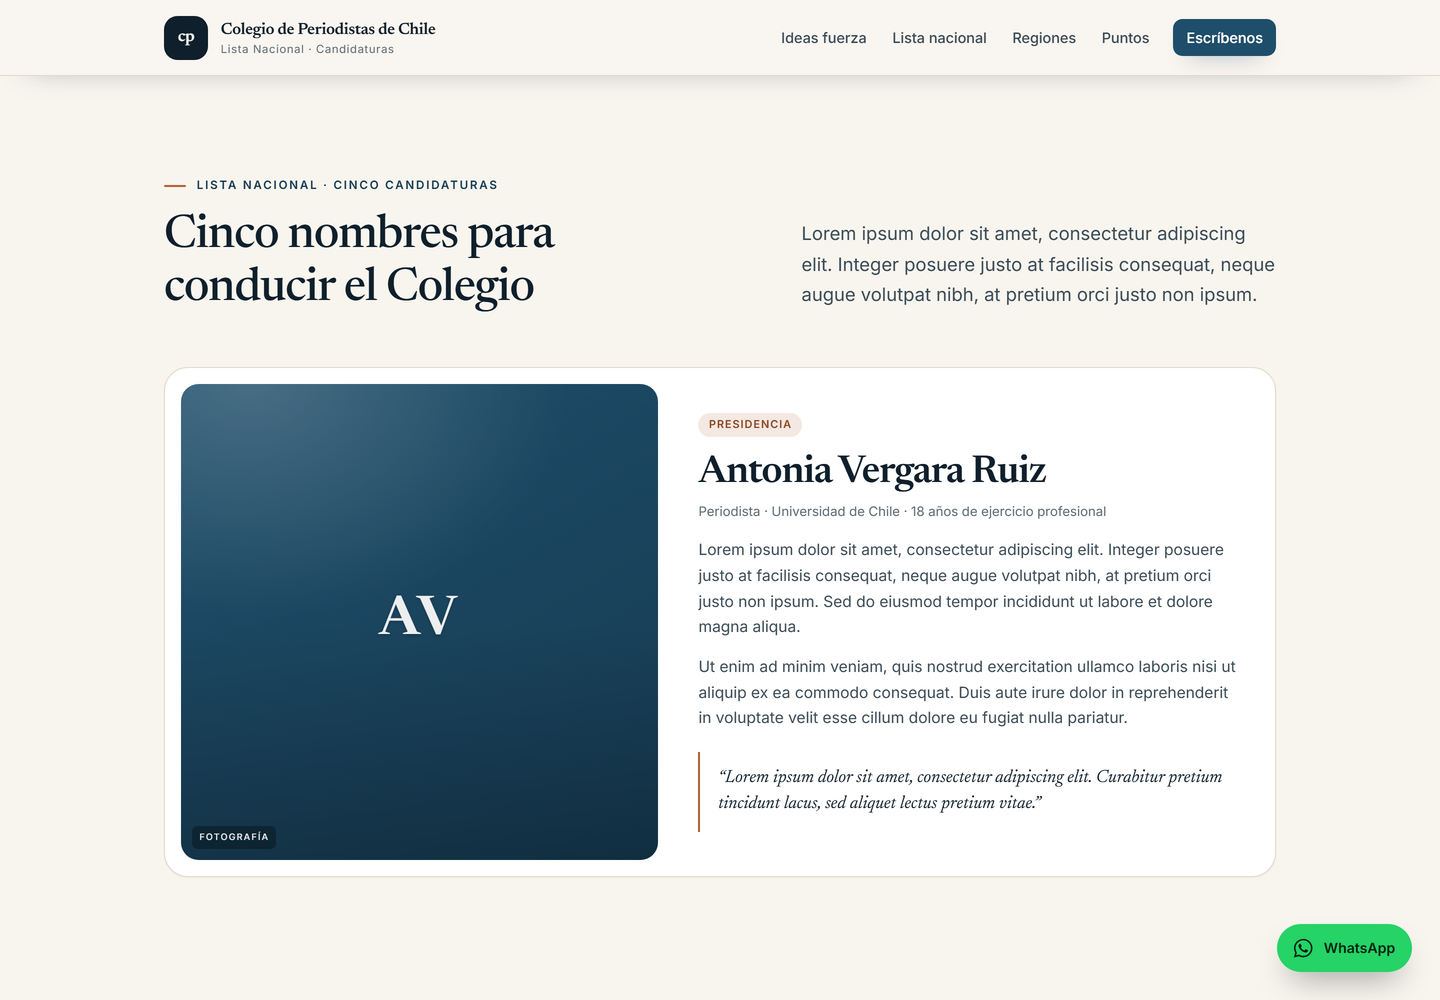 cp
Colegio de Periodistas de Chile
Lista Nacional · Candidaturas
Ideas fuerza
Lista nacional
Regiones
Puntos
Escríbenos
LISTA NACIONAL · CINCO CANDIDATURAS
Cinco nombres para
conducir el Colegio
Lorem ipsum dolor sit amet, consectetur adipiscing
elit. Integer posuere justo at facilisis consequat, neque
augue volutpat nibh, at pretium orci justo non ipsum.
AV
FOTOGRAFÍA
PRESIDENCIA
Antonia Vergara Ruiz
Periodista · Universidad de Chile · 18 años de ejercicio profesional
Lorem ipsum dolor sit amet, consectetur adipiscing elit. Integer posuere
justo at facilisis consequat, neque augue volutpat nibh, at pretium orci
justo non ipsum. Sed do eiusmod tempor incididunt ut labore et dolore
magna aliqua.
Ut enim ad minim veniam, quis nostrud exercitation ullamco laboris nisi ut
aliquip ex ea commodo consequat. Duis aute irure dolor in reprehenderit
in voluptate velit esse cillum dolore eu fugiat nulla pariatur.
“Lorem ipsum dolor sit amet, consectetur adipiscing elit. Curabitur pretium
tincidunt lacus, sed aliquet lectus pretium vitae.”
WhatsApp